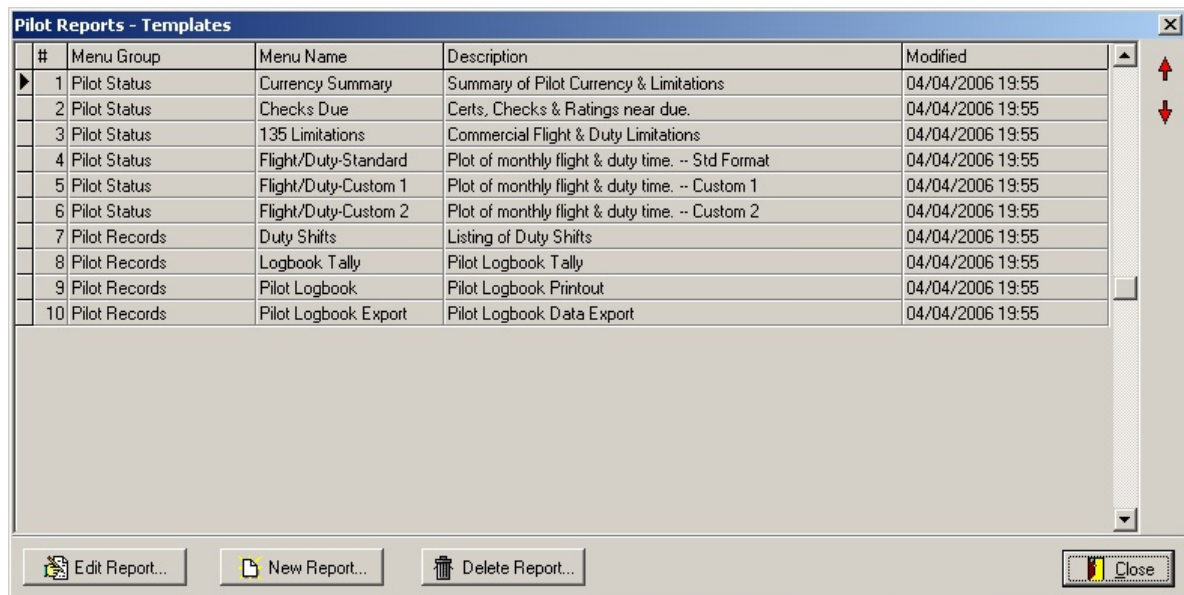 Pilot Reports - Templates
# Menu Group Menu Name Description Modified
1 Pilot Status Currency Summary Summary of Pilot Currency & Limitations 04/04/2006 19:55
2 Pilot Status Checks Due Certs, Checks & Ratings near due. 04/04/2006 19:55
3 Pilot Status 135 Limitations Commercial Flight & Duty Limitations 04/04/2006 19:55
4 Pilot Status Flight/Duty-Standard Plot of monthly flight & duty time. -- Std Format 04/04/2006 19:55
5 Pilot Status Flight/Duty-Custom 1 Plot of monthly flight & duty time. -- Custom 1 04/04/2006 19:55
6 Pilot Status Flight/Duty-Custom 2 Plot of monthly flight & duty time. -- Custom 2 04/04/2006 19:55
7 Pilot Records Duty Shifts Listing of Duty Shifts 04/04/2006 19:55
8 Pilot Records Logbook Tally Pilot Logbook Tally 04/04/2006 19:55
9 Pilot Records Pilot Logbook Pilot Logbook Printout 04/04/2006 19:55
10 Pilot Records Pilot Logbook Export Pilot Logbook Data Export 04/04/2006 19:55
Edit Report... New Report... Delete Report... Close